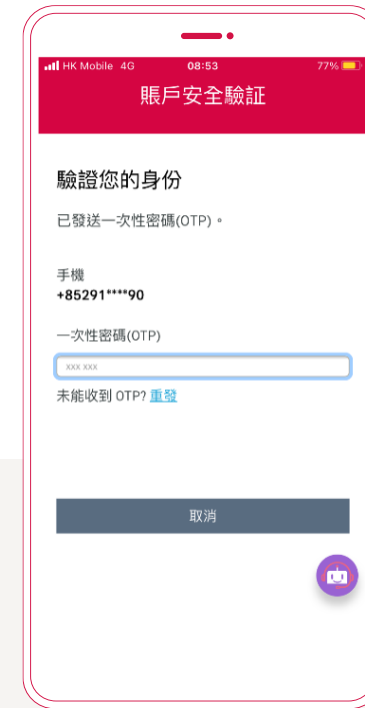 HK Mobile 4G 08:53 77%
賬戶安全驗証
驗證您的身份
已發送一次性密碼(OTP)。
手機
+85291****90
一次性密碼(OTP)
xxx xxx
未能收到 OTP? 重發
取消